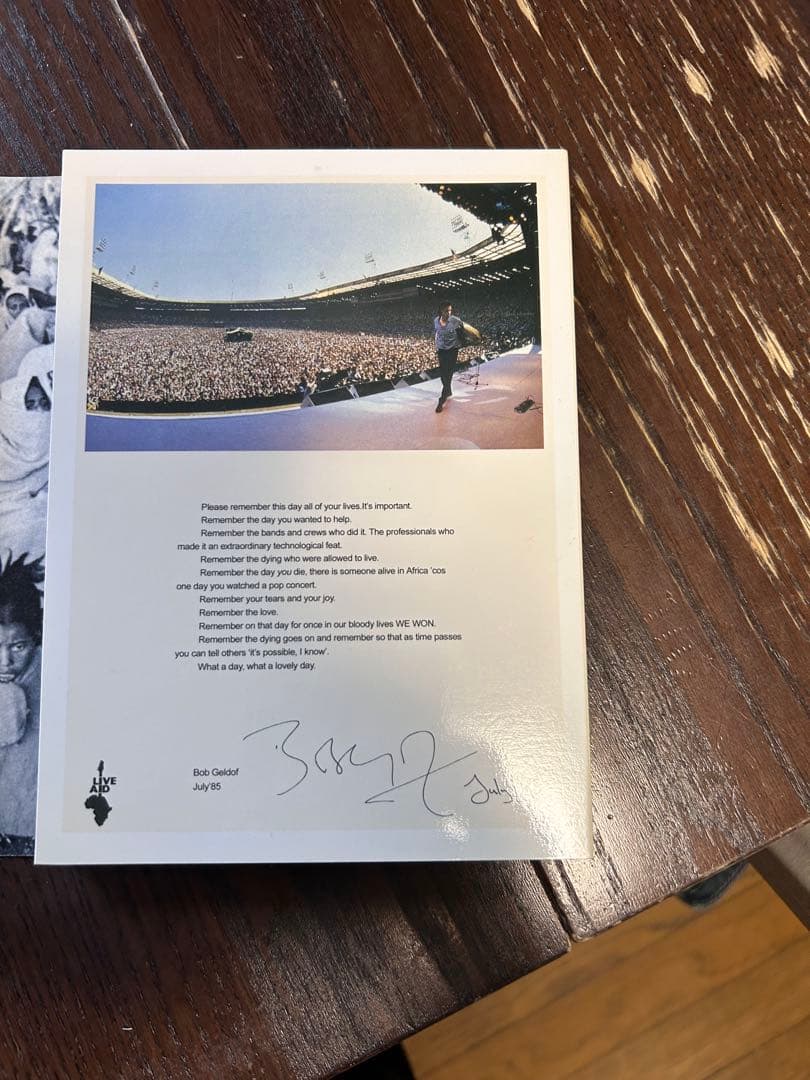 Please remember this day all of your lives.It's important.
Remember the day you wanted to help.
Remember the bands and crews who did it. The professionals who
made it an extraordinary technological feat.
Remember the dying who were allowed to live.
Remember the day you die, there is someone alive in Africa 'cos
one day you watched a pop concert.
Remember your tears and your joy.
Remember the love.
Remember on that day for once in our bloody lives WE WON.
Remember the dying goes on and remember so that as time passes
you can tell others 'it's possible, I know'.
What a day, what a lovely day.
Bob Geldof
July'85
July
LIVE
AID